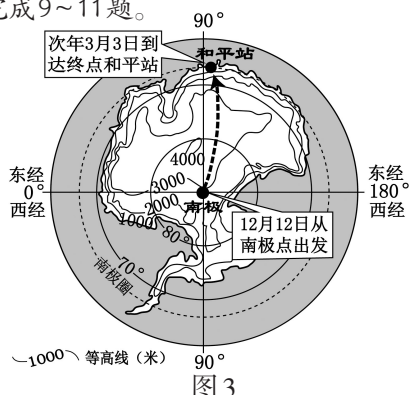 完成9~11题。
90°
次年3月3日到
达终点和平站
和平站
4000
3000
2000
1000
80°
70°
南极
南极圈
东经
0°
西经
东经
180°
西经
12月12日从
南极点出发
1000 等高线（米）
90°
图3